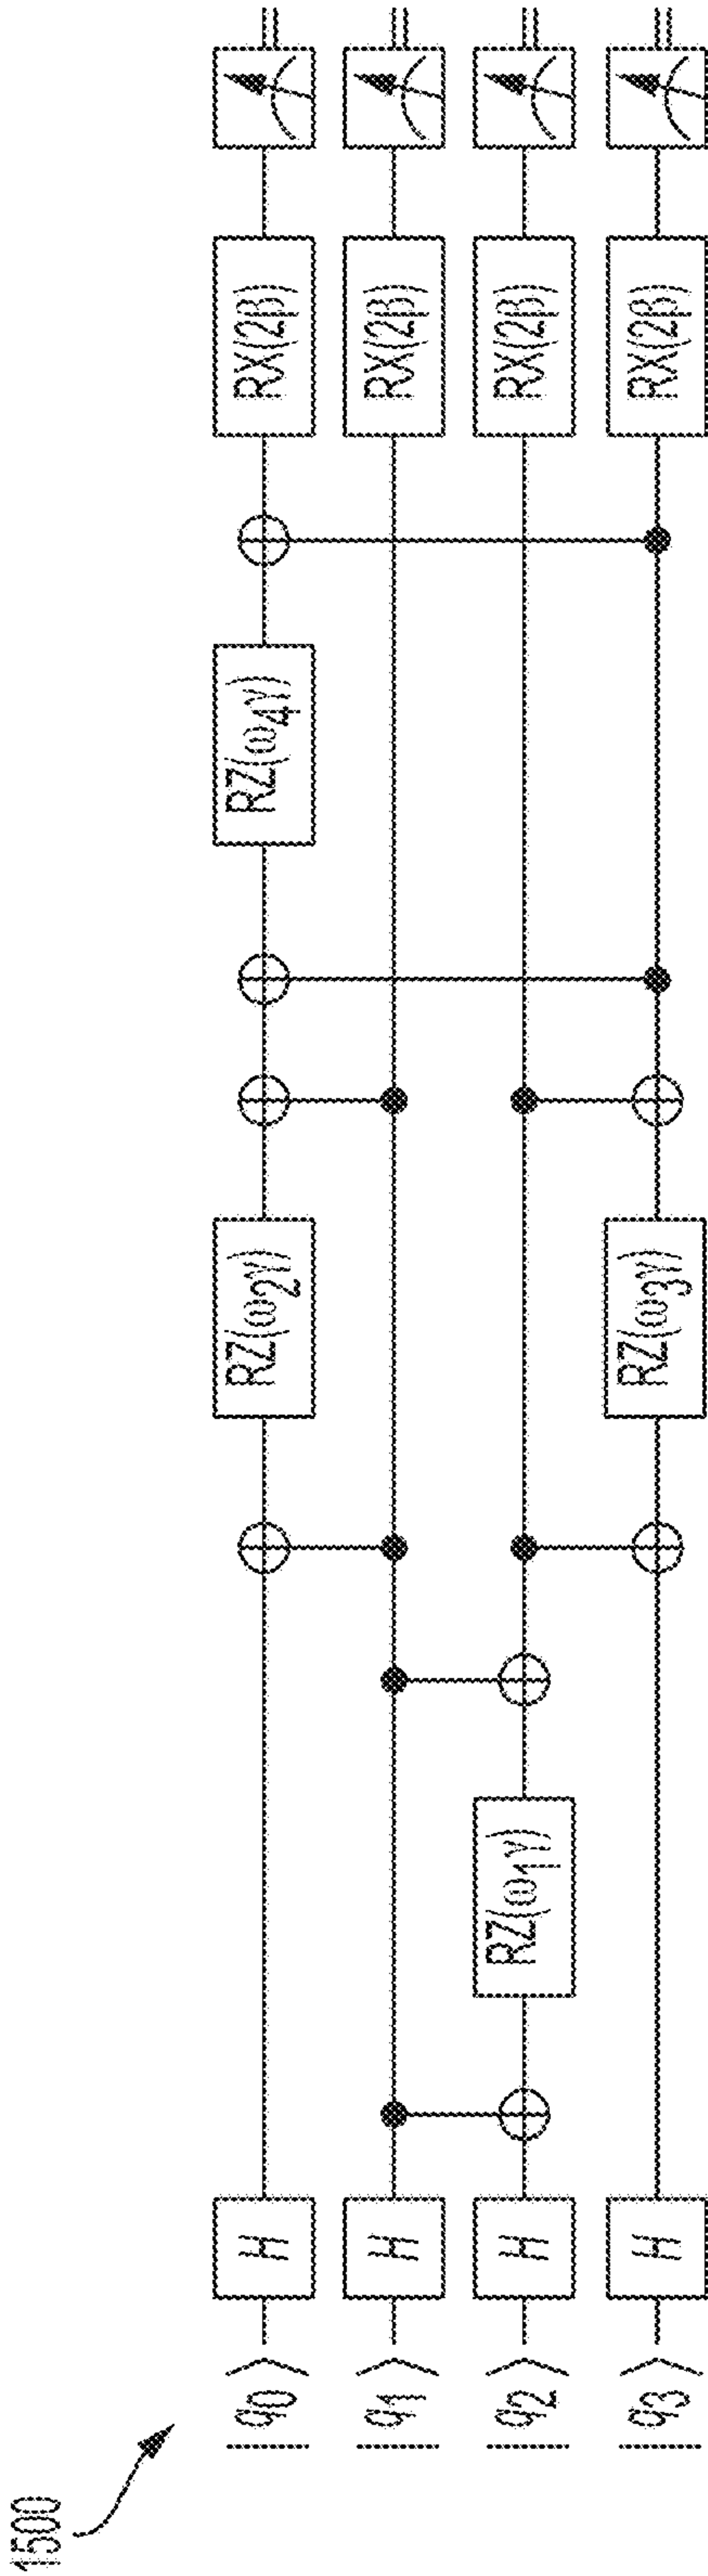 1500
|q0⟩ H RZ(ω2γ) RZ(ω4γ) RX(2β)
|q1⟩ H RX(2β)
|q2⟩ H RZ(ω1γ) RX(2β)
|q3⟩ H RZ(ω3γ) RX(2β)